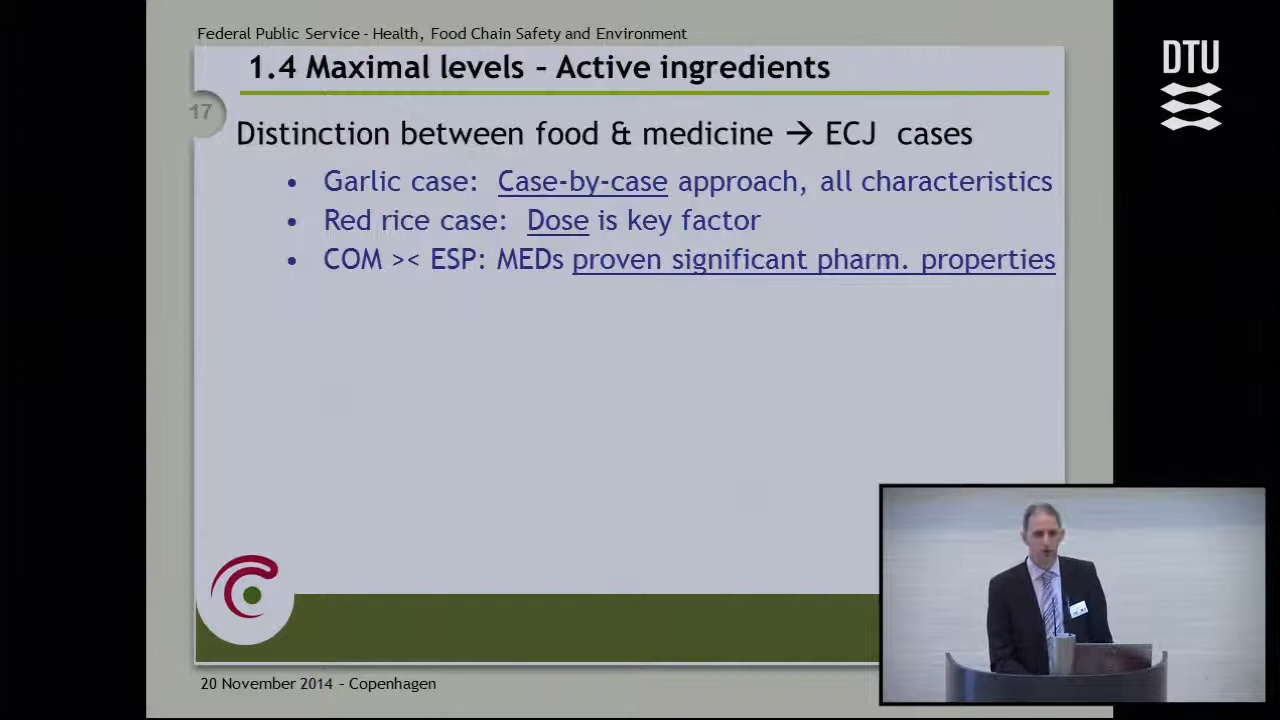 Federal Public Service - Health, Food Chain Safety and Environment
1.4 Maximal levels – Active ingredients
17
Distinction between food & medicine → ECJ cases
• Garlic case: Case-by-case approach, all characteristics
• Red rice case: Dose is key factor
• COM >< ESP: MEDs proven significant pharm. properties
20 November 2014 – Copenhagen
DTU